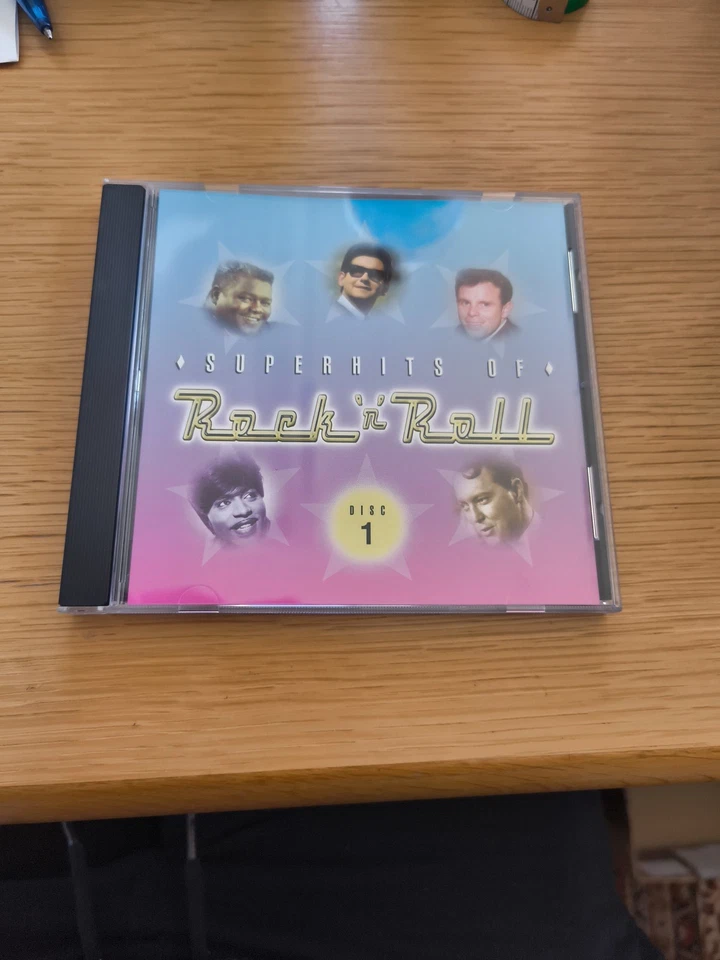 SUPERHITS OF
Rock 'n' Roll
DISC
1